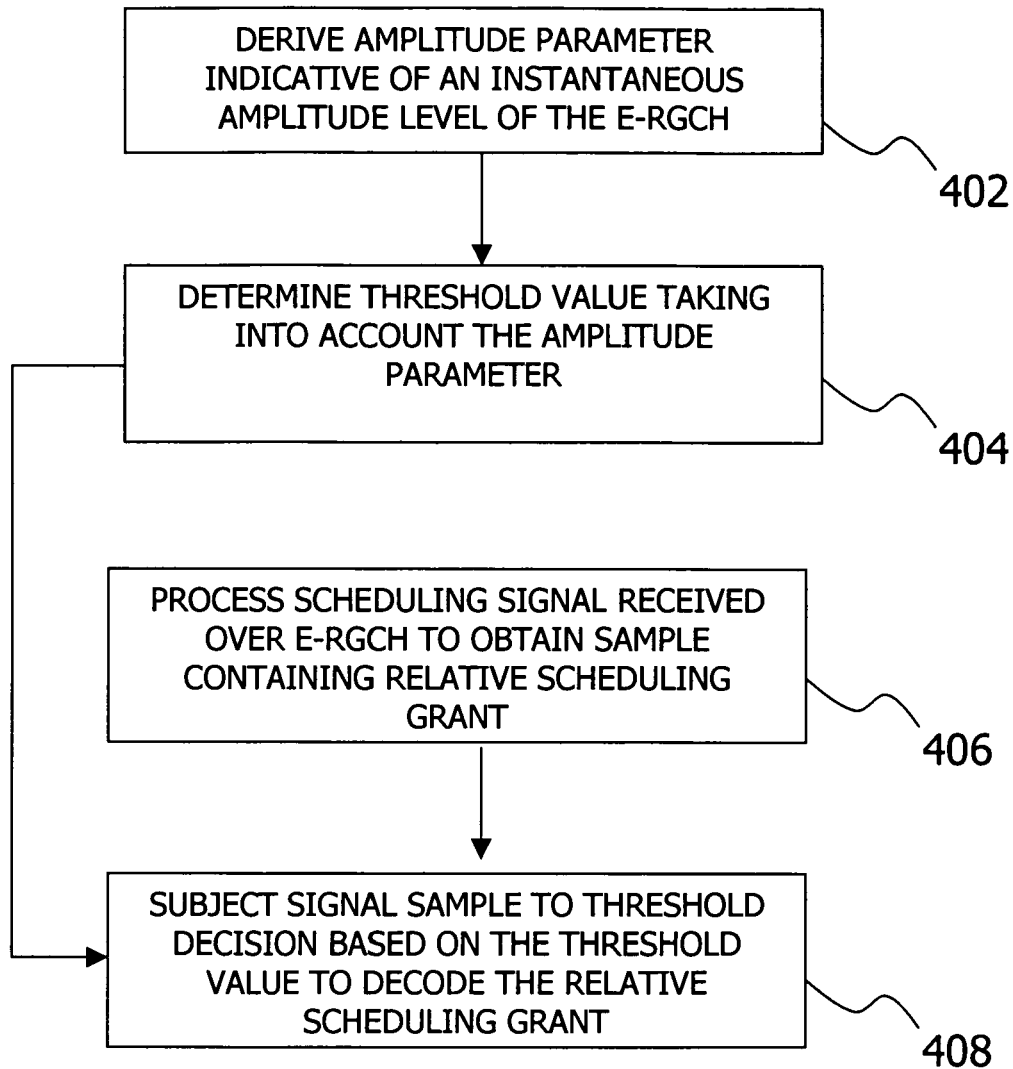 DERIVE AMPLITUDE PARAMETER
INDICATIVE OF AN INSTANTANEOUS
AMPLITUDE LEVEL OF THE E-RGCH
402
DETERMINE THRESHOLD VALUE TAKING
INTO ACCOUNT THE AMPLITUDE
PARAMETER
404
PROCESS SCHEDULING SIGNAL RECEIVED
OVER E-RGCH TO OBTAIN SAMPLE
CONTAINING RELATIVE SCHEDULING
GRANT
406
SUBJECT SIGNAL SAMPLE TO THRESHOLD
DECISION BASED ON THE THRESHOLD
VALUE TO DECODE THE RELATIVE
SCHEDULING GRANT
408